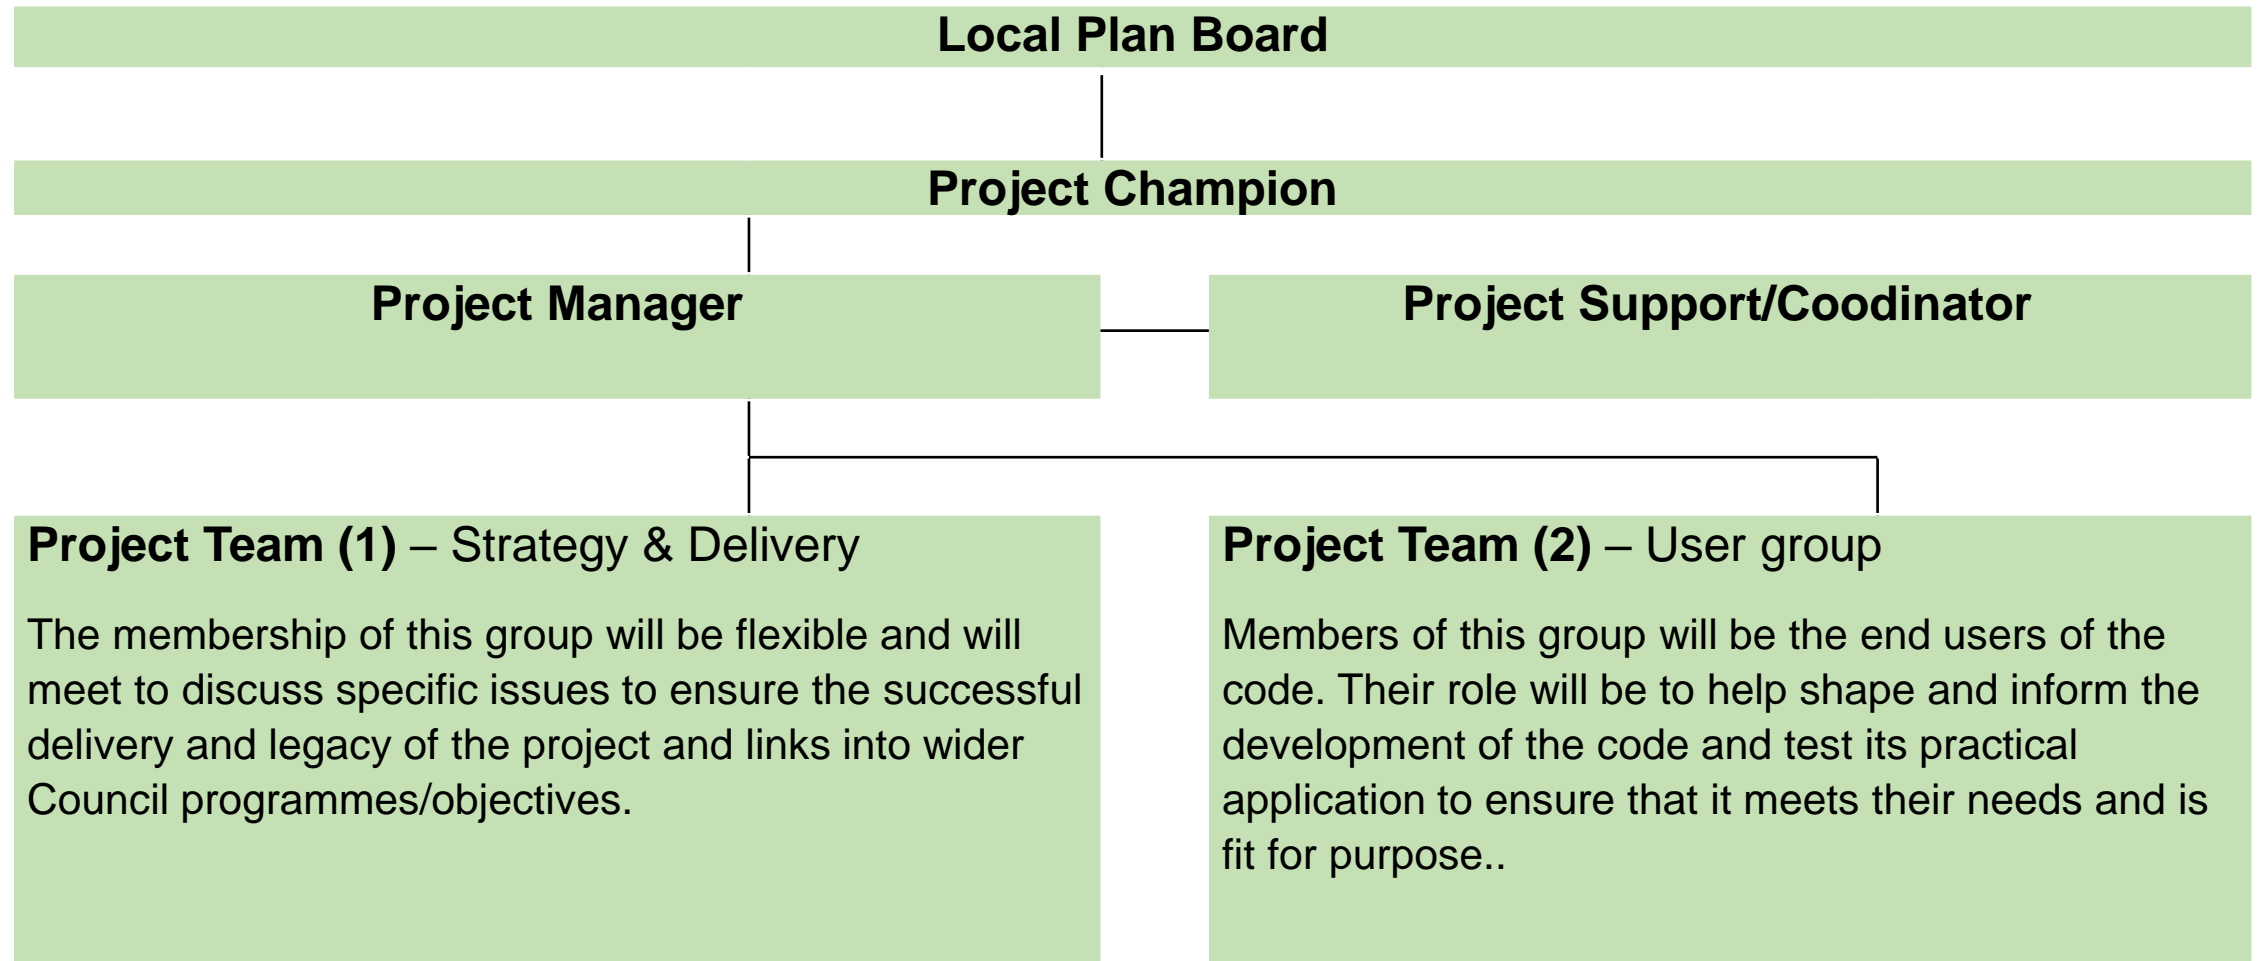 Local Plan Board
Project Champion
Project Manager
Project Support/Coodinator
Project Team (1) – Strategy & Delivery
The membership of this group will be flexible and will
meet to discuss specific issues to ensure the successful
delivery and legacy of the project and links into wider
Council programmes/objectives.
Project Team (2) – User group
Members of this group will be the end users of the
code. Their role will be to help shape and inform the
development of the code and test its practical
application to ensure that it meets their needs and is
fit for purpose..